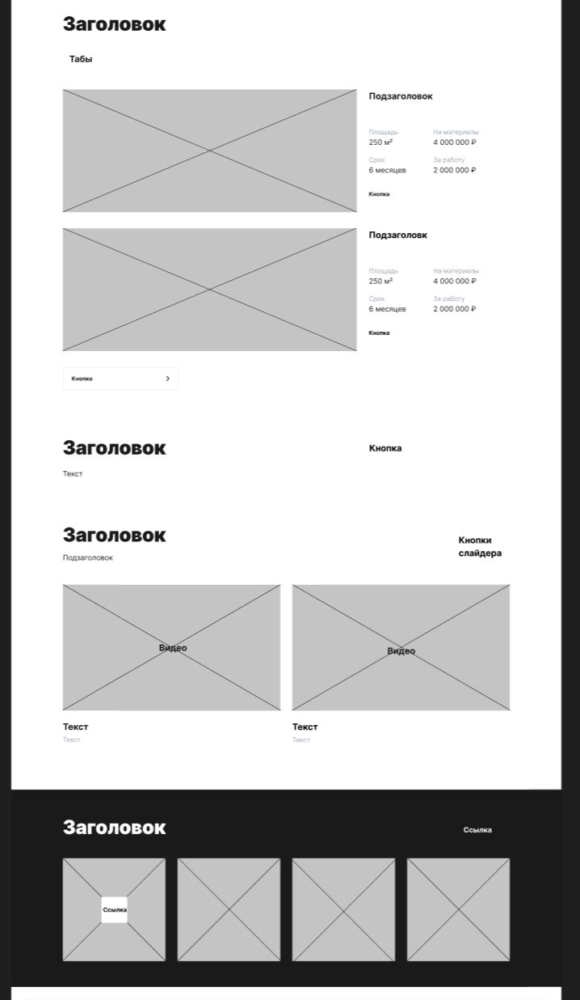 Заголовок
Табы
Подзаголовок
Площадь На материалы
250 м² 4 000 000 ₽
Срок За работу
6 месяцев 2 000 000 ₽
Кнопка
Подзаголовк
Площадь На материалы
250 м² 4 000 000 ₽
Срок За работу
6 месяцев 2 000 000 ₽
Кнопка
Кнопка
Заголовок Кнопка
Текст
Заголовок
Подзаголовок
Кнопки
слайдера
Видео Видео
Текст Текст
Текст Текст
Заголовок Ссылка
Ссылка